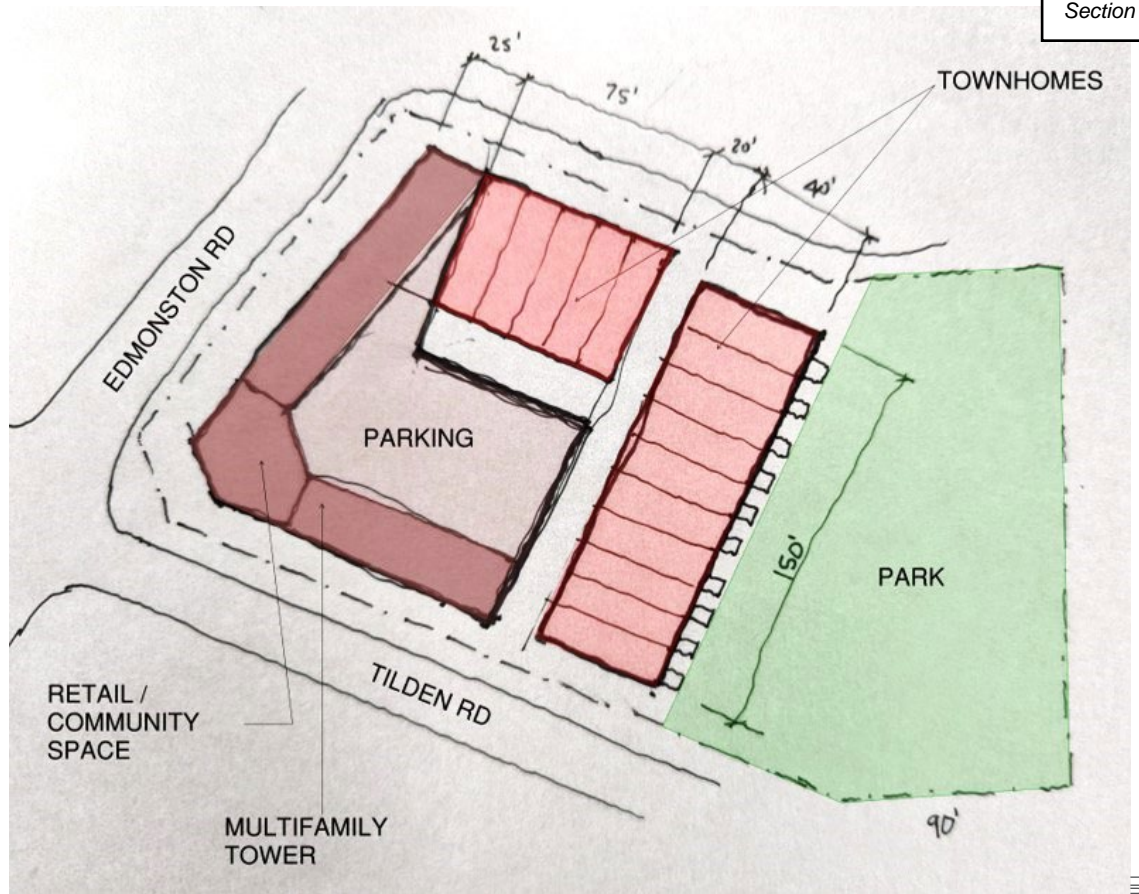 Section
25'
75'
20'
40'
TOWNHOMES
EDMONSTON RD
PARKING
150'
PARK
TILDEN RD
RETAIL /
COMMUNITY
SPACE
MULTIFAMILY
TOWER
90'